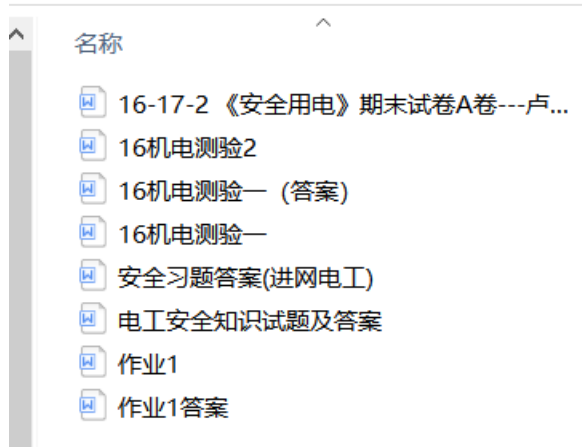 名称
16-17-2 《安全用电》期末试卷A卷---卢...
16机电测验2
16机电测验一（答案）
16机电测验一
安全习题答案(进网电工)
电工安全知识试题及答案
作业1
作业1答案